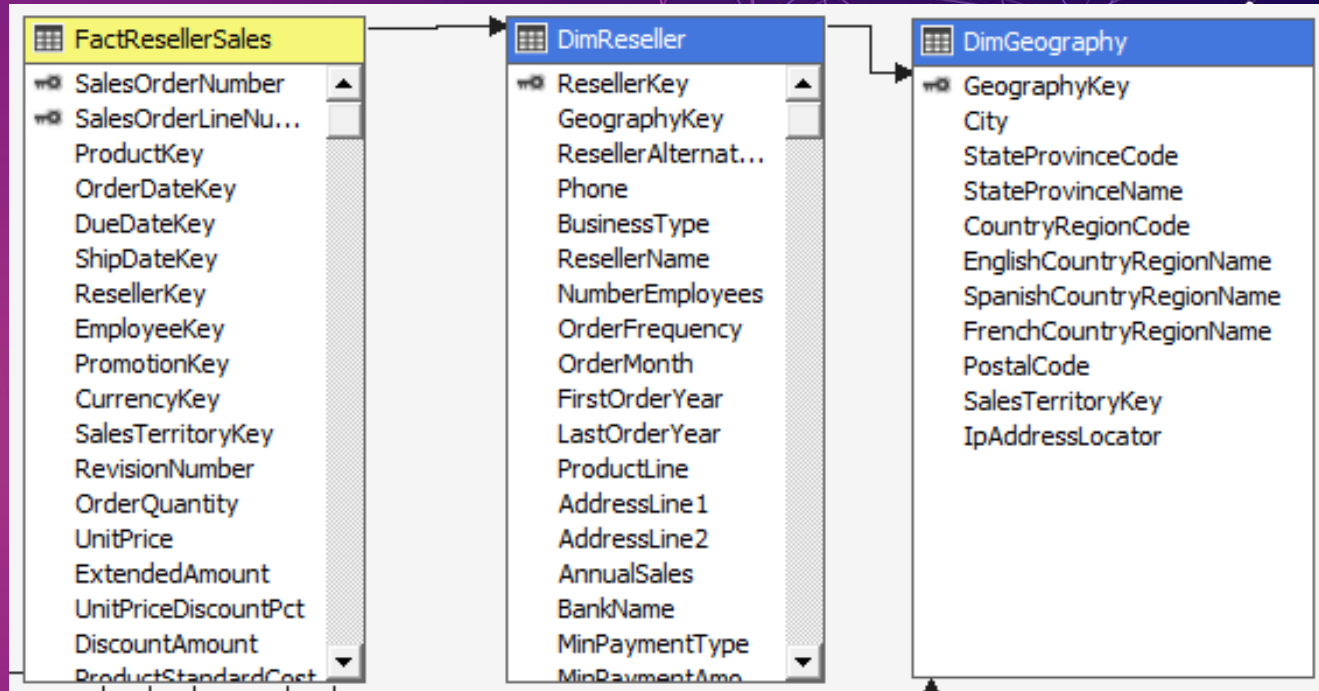 FactResellerSales
SalesOrderNumber
SalesOrderLineNu...
ProductKey
OrderDateKey
DueDateKey
ShipDateKey
ResellerKey
EmployeeKey
PromotionKey
CurrencyKey
SalesTerritoryKey
RevisionNumber
OrderQuantity
UnitPrice
ExtendedAmount
UnitPriceDiscountPct
DiscountAmount
ProductStandardCost
DimReseller
ResellerKey
GeographyKey
ResellerAlternat...
Phone
BusinessType
ResellerName
NumberEmployees
OrderFrequency
OrderMonth
FirstOrderYear
LastOrderYear
ProductLine
AddressLine1
AddressLine2
AnnualSales
BankName
MinPaymentType
MinPaymentAmo
DimGeography
GeographyKey
City
StateProvinceCode
StateProvinceName
CountryRegionCode
EnglishCountryRegionName
SpanishCountryRegionName
FrenchCountryRegionName
PostalCode
SalesTerritoryKey
IpAddressLocator